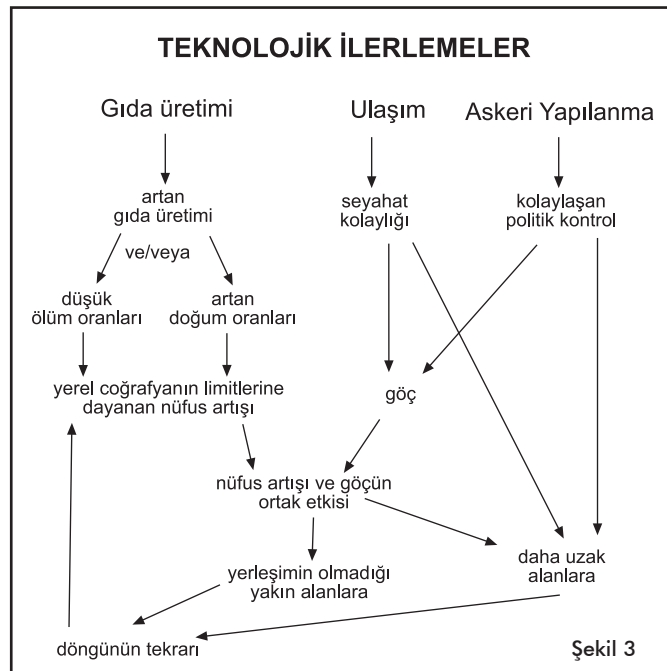 TEKNOLOJİK İLERLEMELER
Gıda üretimi
Ulaşım
Askeri Yapılanma
artan
gıda üretimi
seyahat
kolaylığı
kolaylaşan
politik kontrol
ve/veya
düşük
ölüm oranları
artan
doğum oranları
yerel coğrafyanın limitlerine
dayanan nüfus artışı
göç
nüfus artışı ve göçün
ortak etkisi
yerleşimin olmadığı
yakın alanlara
daha uzak
alanlara
döngünün tekrarı
Şekil 3